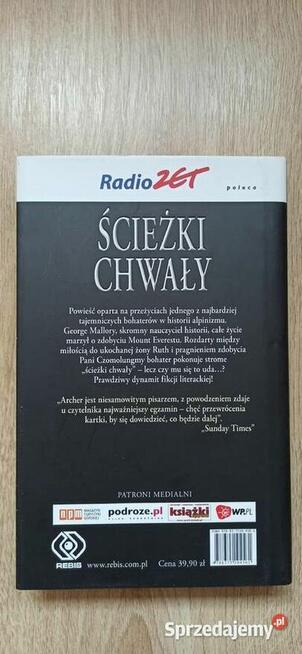 Radio ZET
poleca
ŚCIEŻKI
CHWAŁY
Powieść oparta na przeżyciach jednego z najbardziej
tajemniczych bohaterów w historii alpinizmu.
George Mallory, skromny nauczyciel historii, całe życie
marzył o zdobyciu Mount Everestu. Rozdarty między
miłością do ukochanej żony Ruth i pragnieniem zdobycia
Pani Czomolungmy bohater pokonuje strome
„ścieżki chwały” – lecz czy mu się to uda...?
Prawdziwy dynamit fikcji literackiej!
„Archer jest niesamowitym pisarzem, z powodzeniem zdaje
u czytelnika najważniejszy egzamin – chęć przewrócenia
kartki, by się dowiedzieć, co będzie dalej”.
„Sunday Times”
PATRONI MEDIALNI
npm
podroze.pl
książki
WP.PL
REBIS
www.rebis.com.pl
Cena 39,90 zł
Sprzedajemy.pl